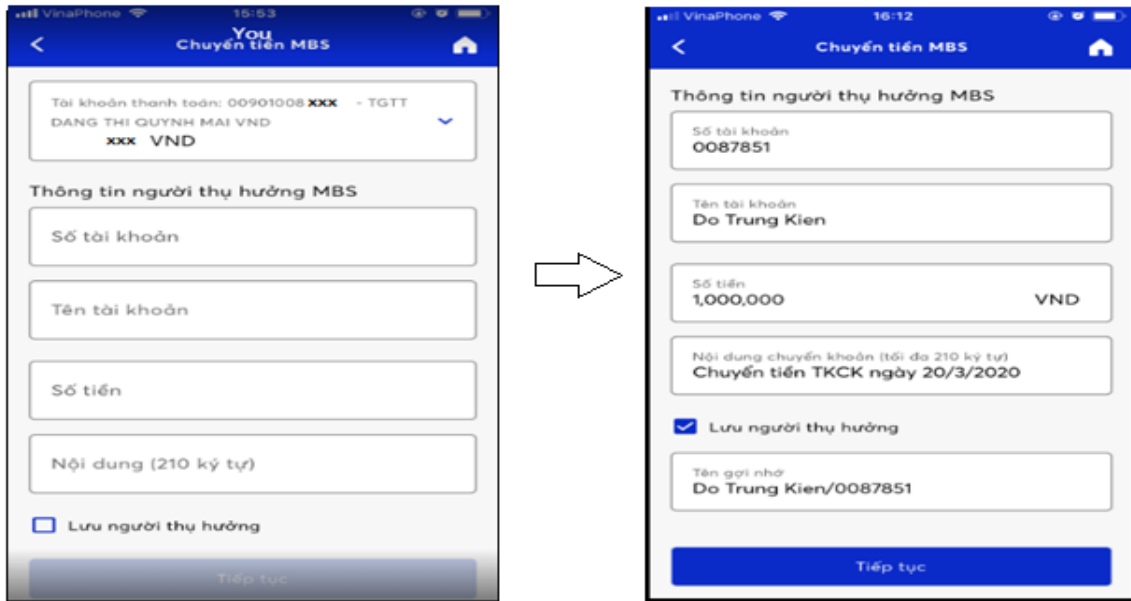 VinaPhone 15:53
You
Chuyển tiền MBS
Tài khoản thanh toán: 00901008 xxx - TGTT
DANG THI QUYNH MAI VND
xxx VND
Thông tin người thụ hưởng MBS
Số tài khoản
Tên tài khoản
Số tiền
Nội dung (210 ký tự)
Lưu người thụ hưởng
Tiếp tục
VinaPhone 16:12
Chuyển tiền MBS
Thông tin người thụ hưởng MBS
Số tài khoản
0087851
Tên tài khoản
Do Trung Kien
Số tiền
1,000,000 VND
Nội dung chuyển khoản (tối đa 210 ký tự)
Chuyển tiền TKCK ngày 20/3/2020
Lưu người thụ hưởng
Tên gợi nhớ
Do Trung Kien/0087851
Tiếp tục